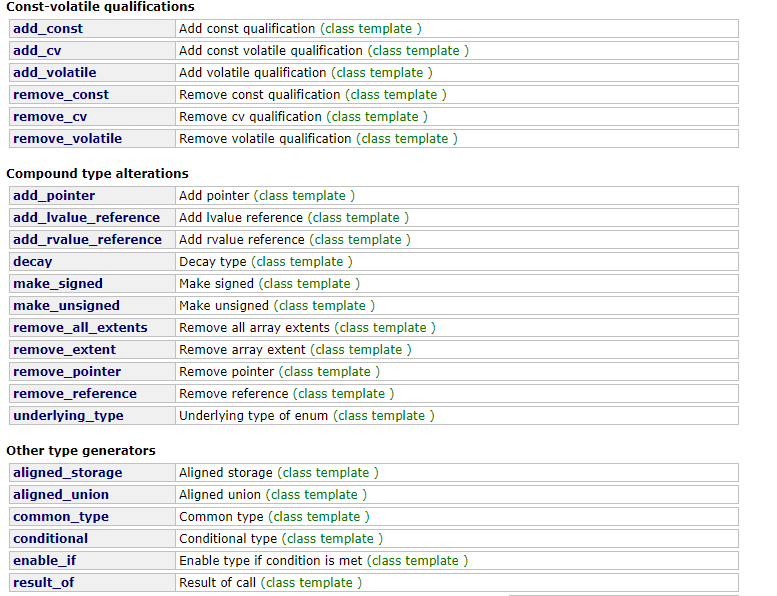 Const-volatile qualifications
add_const Add const qualification (class template )
add_cv Add const volatile qualification (class template )
add_volatile Add volatile qualification (class template )
remove_const Remove const qualification (class template )
remove_cv Remove cv qualification (class template )
remove_volatile Remove volatile qualification (class template )
Compound type alterations
add_pointer Add pointer (class template )
add_lvalue_reference Add lvalue reference (class template )
add_rvalue_reference Add rvalue reference (class template )
decay Decay type (class template )
make_signed Make signed (class template )
make_unsigned Make unsigned (class template )
remove_all_extents Remove all array extents (class template )
remove_extent Remove array extent (class template )
remove_pointer Remove pointer (class template )
remove_reference Remove reference (class template )
underlying_type Underlying type of enum (class template )
Other type generators
aligned_storage Aligned storage (class template )
aligned_union Aligned union (class template )
common_type Common type (class template )
conditional Conditional type (class template )
enable_if Enable type if condition is met (class template )
result_of Result of call (class template )